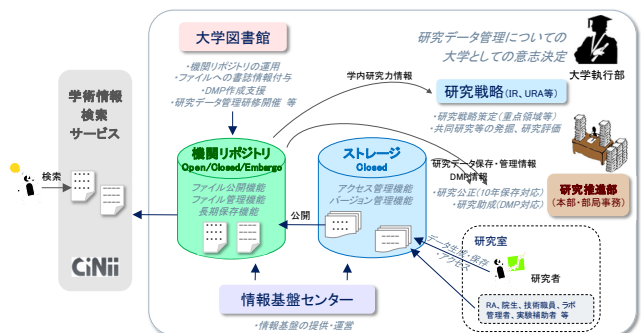 大学図書館
・機関リポジトリの運用
・ファイルへの書誌情報付与
・DMP作成支援
・研究データ管理研修開催 等
研究データ管理についての
大学としての意志決定
大学執行部
学内研究力情報
研究戦略(IR、URA等)
・研究戦略策定(重点領域等)
・共同研究等の発掘、研究評価
学術情報
検索
サービス
検索
CiNii
機関リポジトリ
Open/Closed/Embargo
ファイル公開機能
ファイル管理機能
長期保存機能
公開
ストレージ
Closed
アクセス管理機能
バージョン管理機能
研究データ保存・管理情報
DMP情報
・研究公正(10年保存対応)
・研究助成(DMP対応)
研究推進部
(本部・部局事務)
データ生成・保存
・アクセス
研究室
研究者
RA、院生、技術職員、ラボ
管理者、実験補助者 等
情報基盤センター
・情報基盤の提供・運営